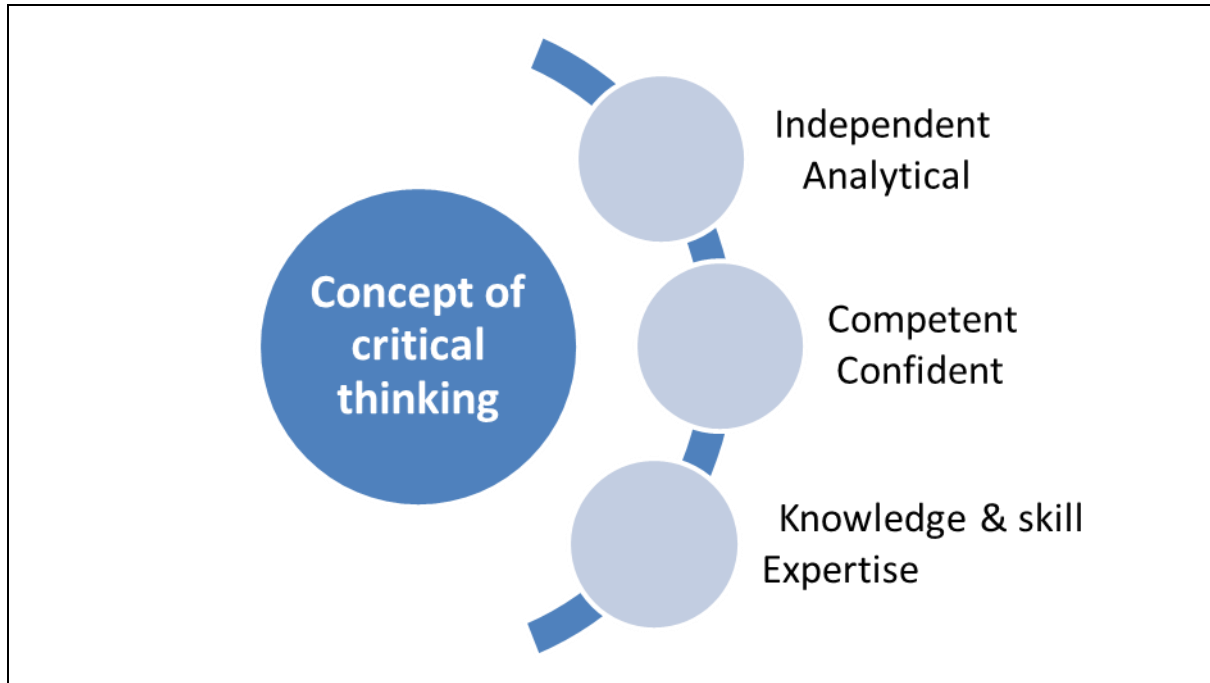 Concept of
critical
thinking
Independent
Analytical
Competent
Confident
Knowledge & skill
Expertise